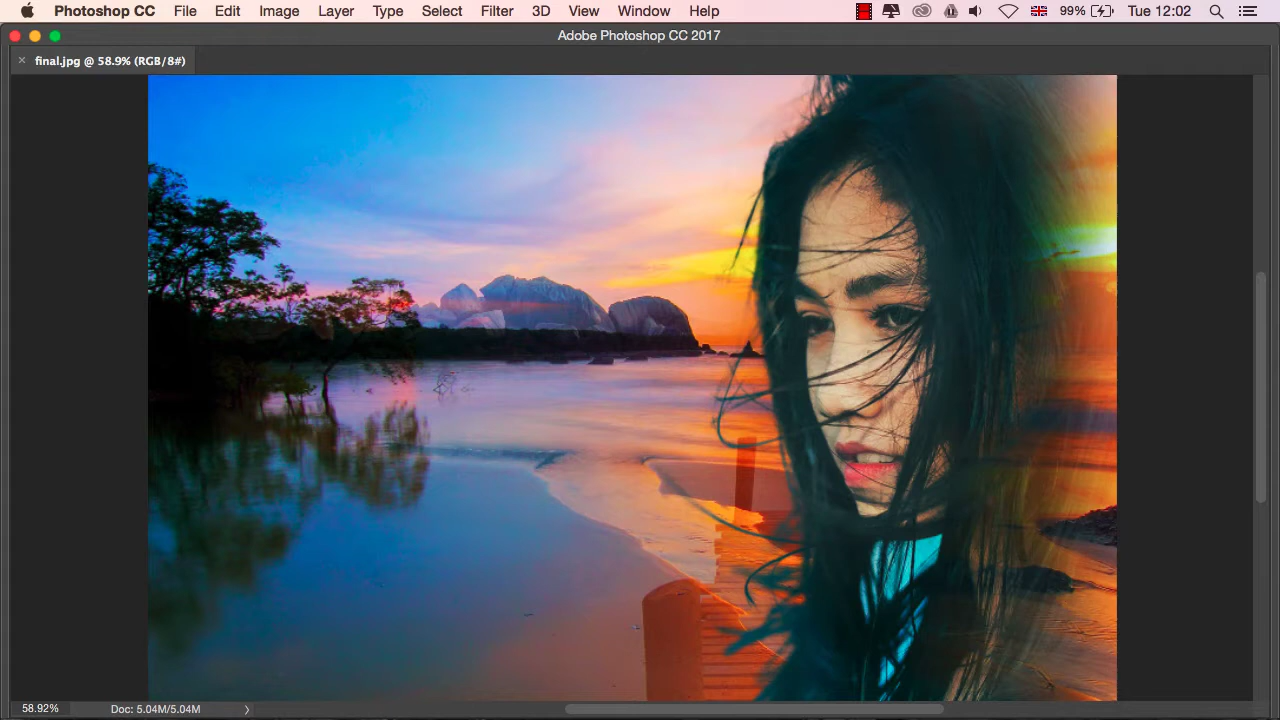 Photoshop CC File Edit Image Layer Type Select Filter 3D View Window Help 99% Tue 12:02
Adobe Photoshop CC 2017
× final.jpg @ 58.9% (RGB/8#)
58.92% Doc: 5.04M/5.04M